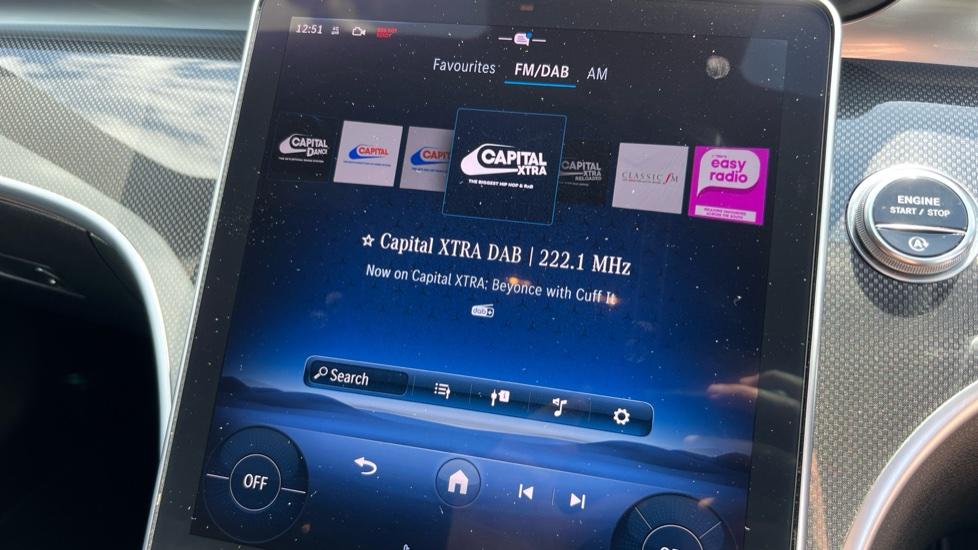 12:51
Favourites FM/DAB AM
CAPITAL
DANCE
CAPITAL
CAPITAL
XTRA
THE BIGGEST HIP HOP & RnB
CAPITAL
XTRA
RELOADED
CLASSIC fM
easy
radio
☆ Capital XTRA DAB | 222.1 MHz
Now on Capital XTRA: Beyonce with Cuff It
dab+
Search
OFF
ENGINE
START / STOP
A